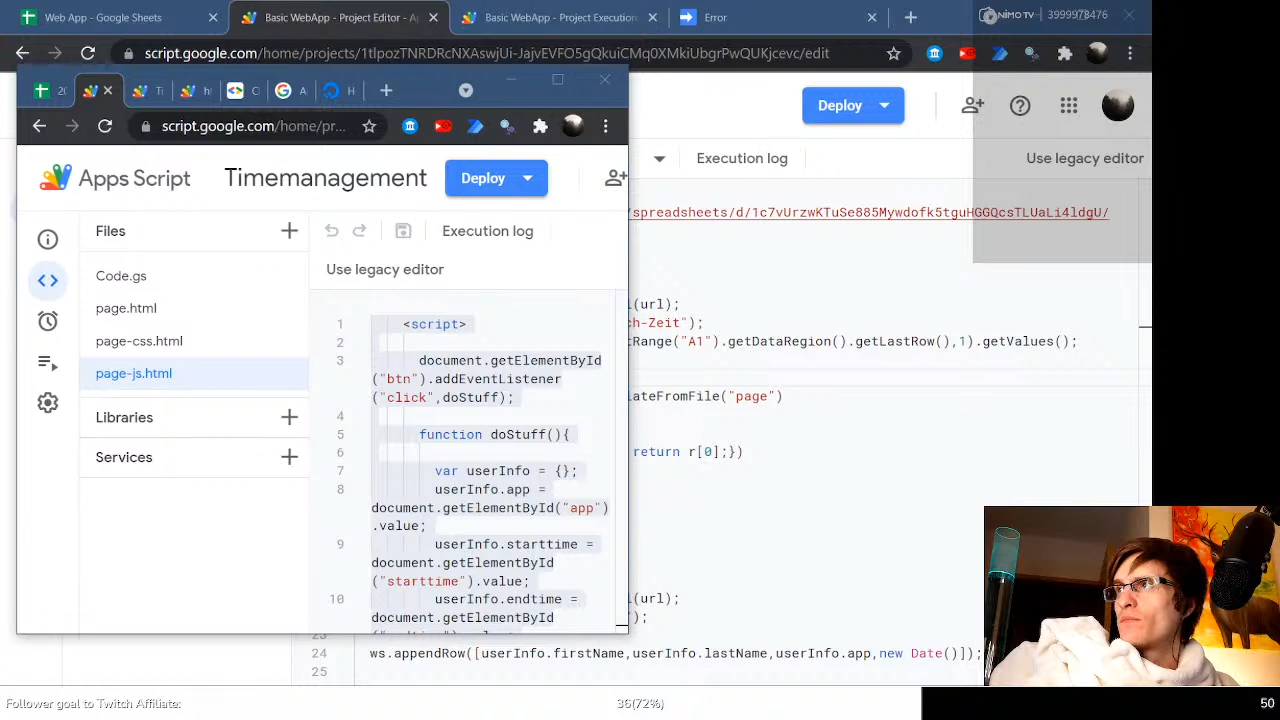 Web App - Google Sheets
Basic WebApp - Project Editor - A
Basic WebApp - Project Execution
Error
NIMO TV
3999978476
script.google.com/home/projects/1tlpozTNRDRcNXAswjUi-JajvEVFO5gQkuiCMq0XMkiUbgrPwQUKjcevc/edit
20
Ti
h
C
A
H
script.google.com/home/pr...
Deploy
Execution log
Use legacy editor
Apps Script
Timemanagement
Deploy
/spreadsheets/d/1c7vUrzwKTuSe885Mywdofk5tguHGGQcsTLUaLi4ldgU/
Files
Execution log
Use legacy editor
Code.gs
page.html
page-css.html
page-js.html
Libraries
Services
1 <script>
2
3 document.getElementById
("btn").addEventListener
("click",doStuff);
4
5 function doStuff(){
6
7 var userInfo = {};
8 userInfo.app =
document.getElementById("app")
.value;
9 userInfo.starttime =
document.getElementById
("starttime").value;
10 userInfo.endtime =
document.getElementById
l(url);
ch-Zeit");
tRange("A1").getDataRegion().getLastRow(),1).getValues();
lateFromFile("page")
return r[0];})
l(url);
");
24 ws.appendRow([userInfo.firstName,userInfo.lastName,userInfo.app,new Date()]);
25
Follower goal to Twitch Affiliate:
36(72%)
50